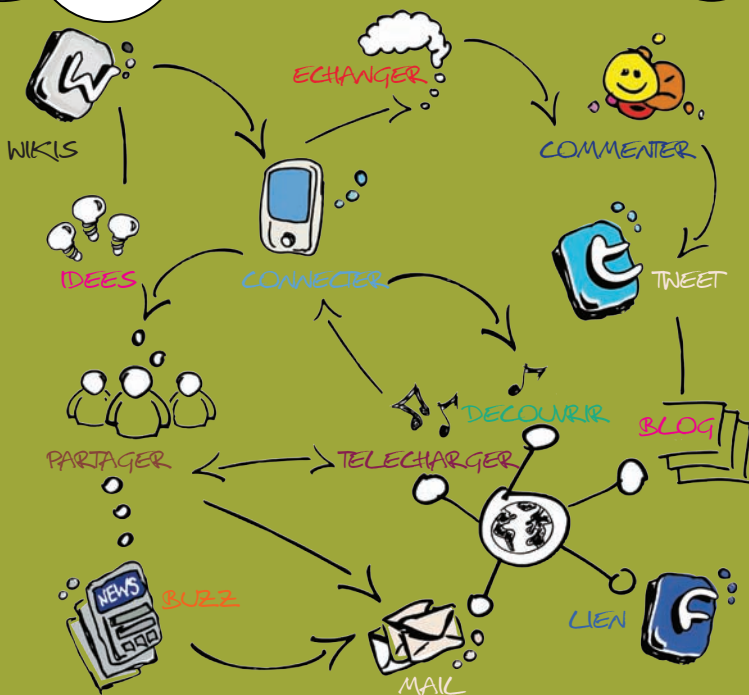 ECHANGER
WIKIS
COMMENTER
IDEES
CONNECTER
TWEET
DECOUVRIR
BLOG
PARTAGER
TELECHARGER
NEWS
BUZZ
LIEN
MAIL